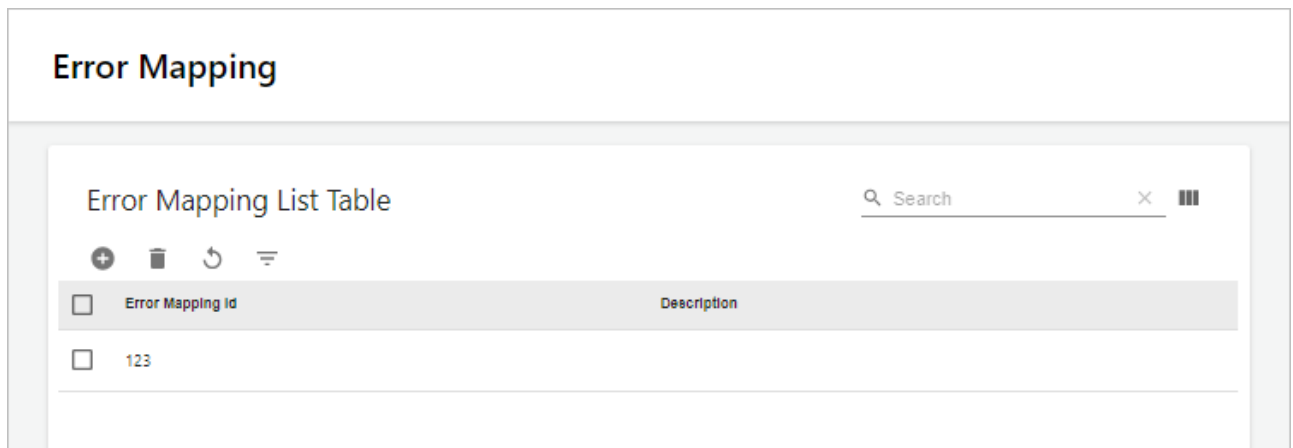 Error Mapping
Error Mapping List Table
Search
Error Mapping Id Description
123